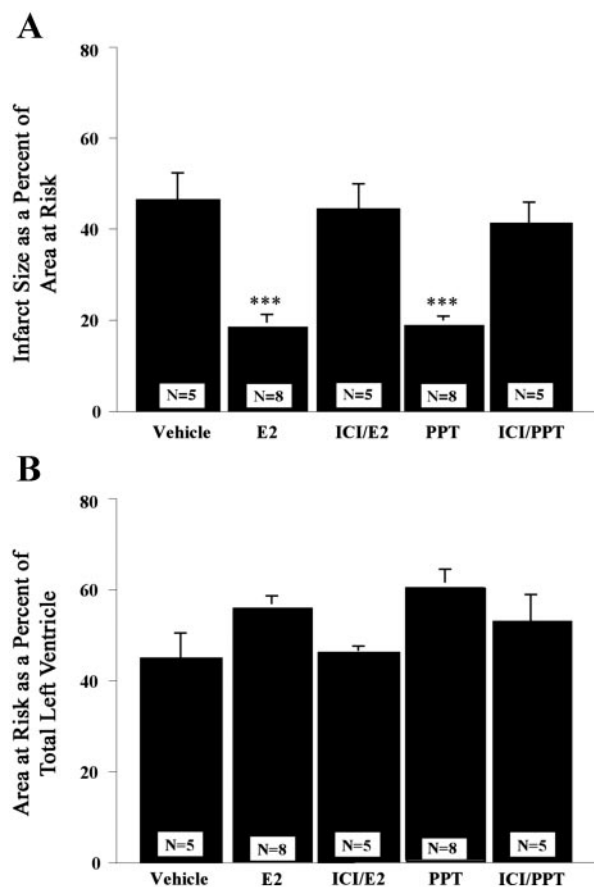 A
Infarct Size as a Percent of
Area at Risk
80
60
40
20
0
***
***
N=5
N=8
N=5
N=8
N=5
Vehicle
E2
ICI/E2
PPT
ICI/PPT
B
Area at Risk as a Percent of
Total Left Ventricle
80
60
40
20
0
N=5
N=8
N=5
N=8
N=5
Vehicle
E2
ICI/E2
PPT
ICI/PPT